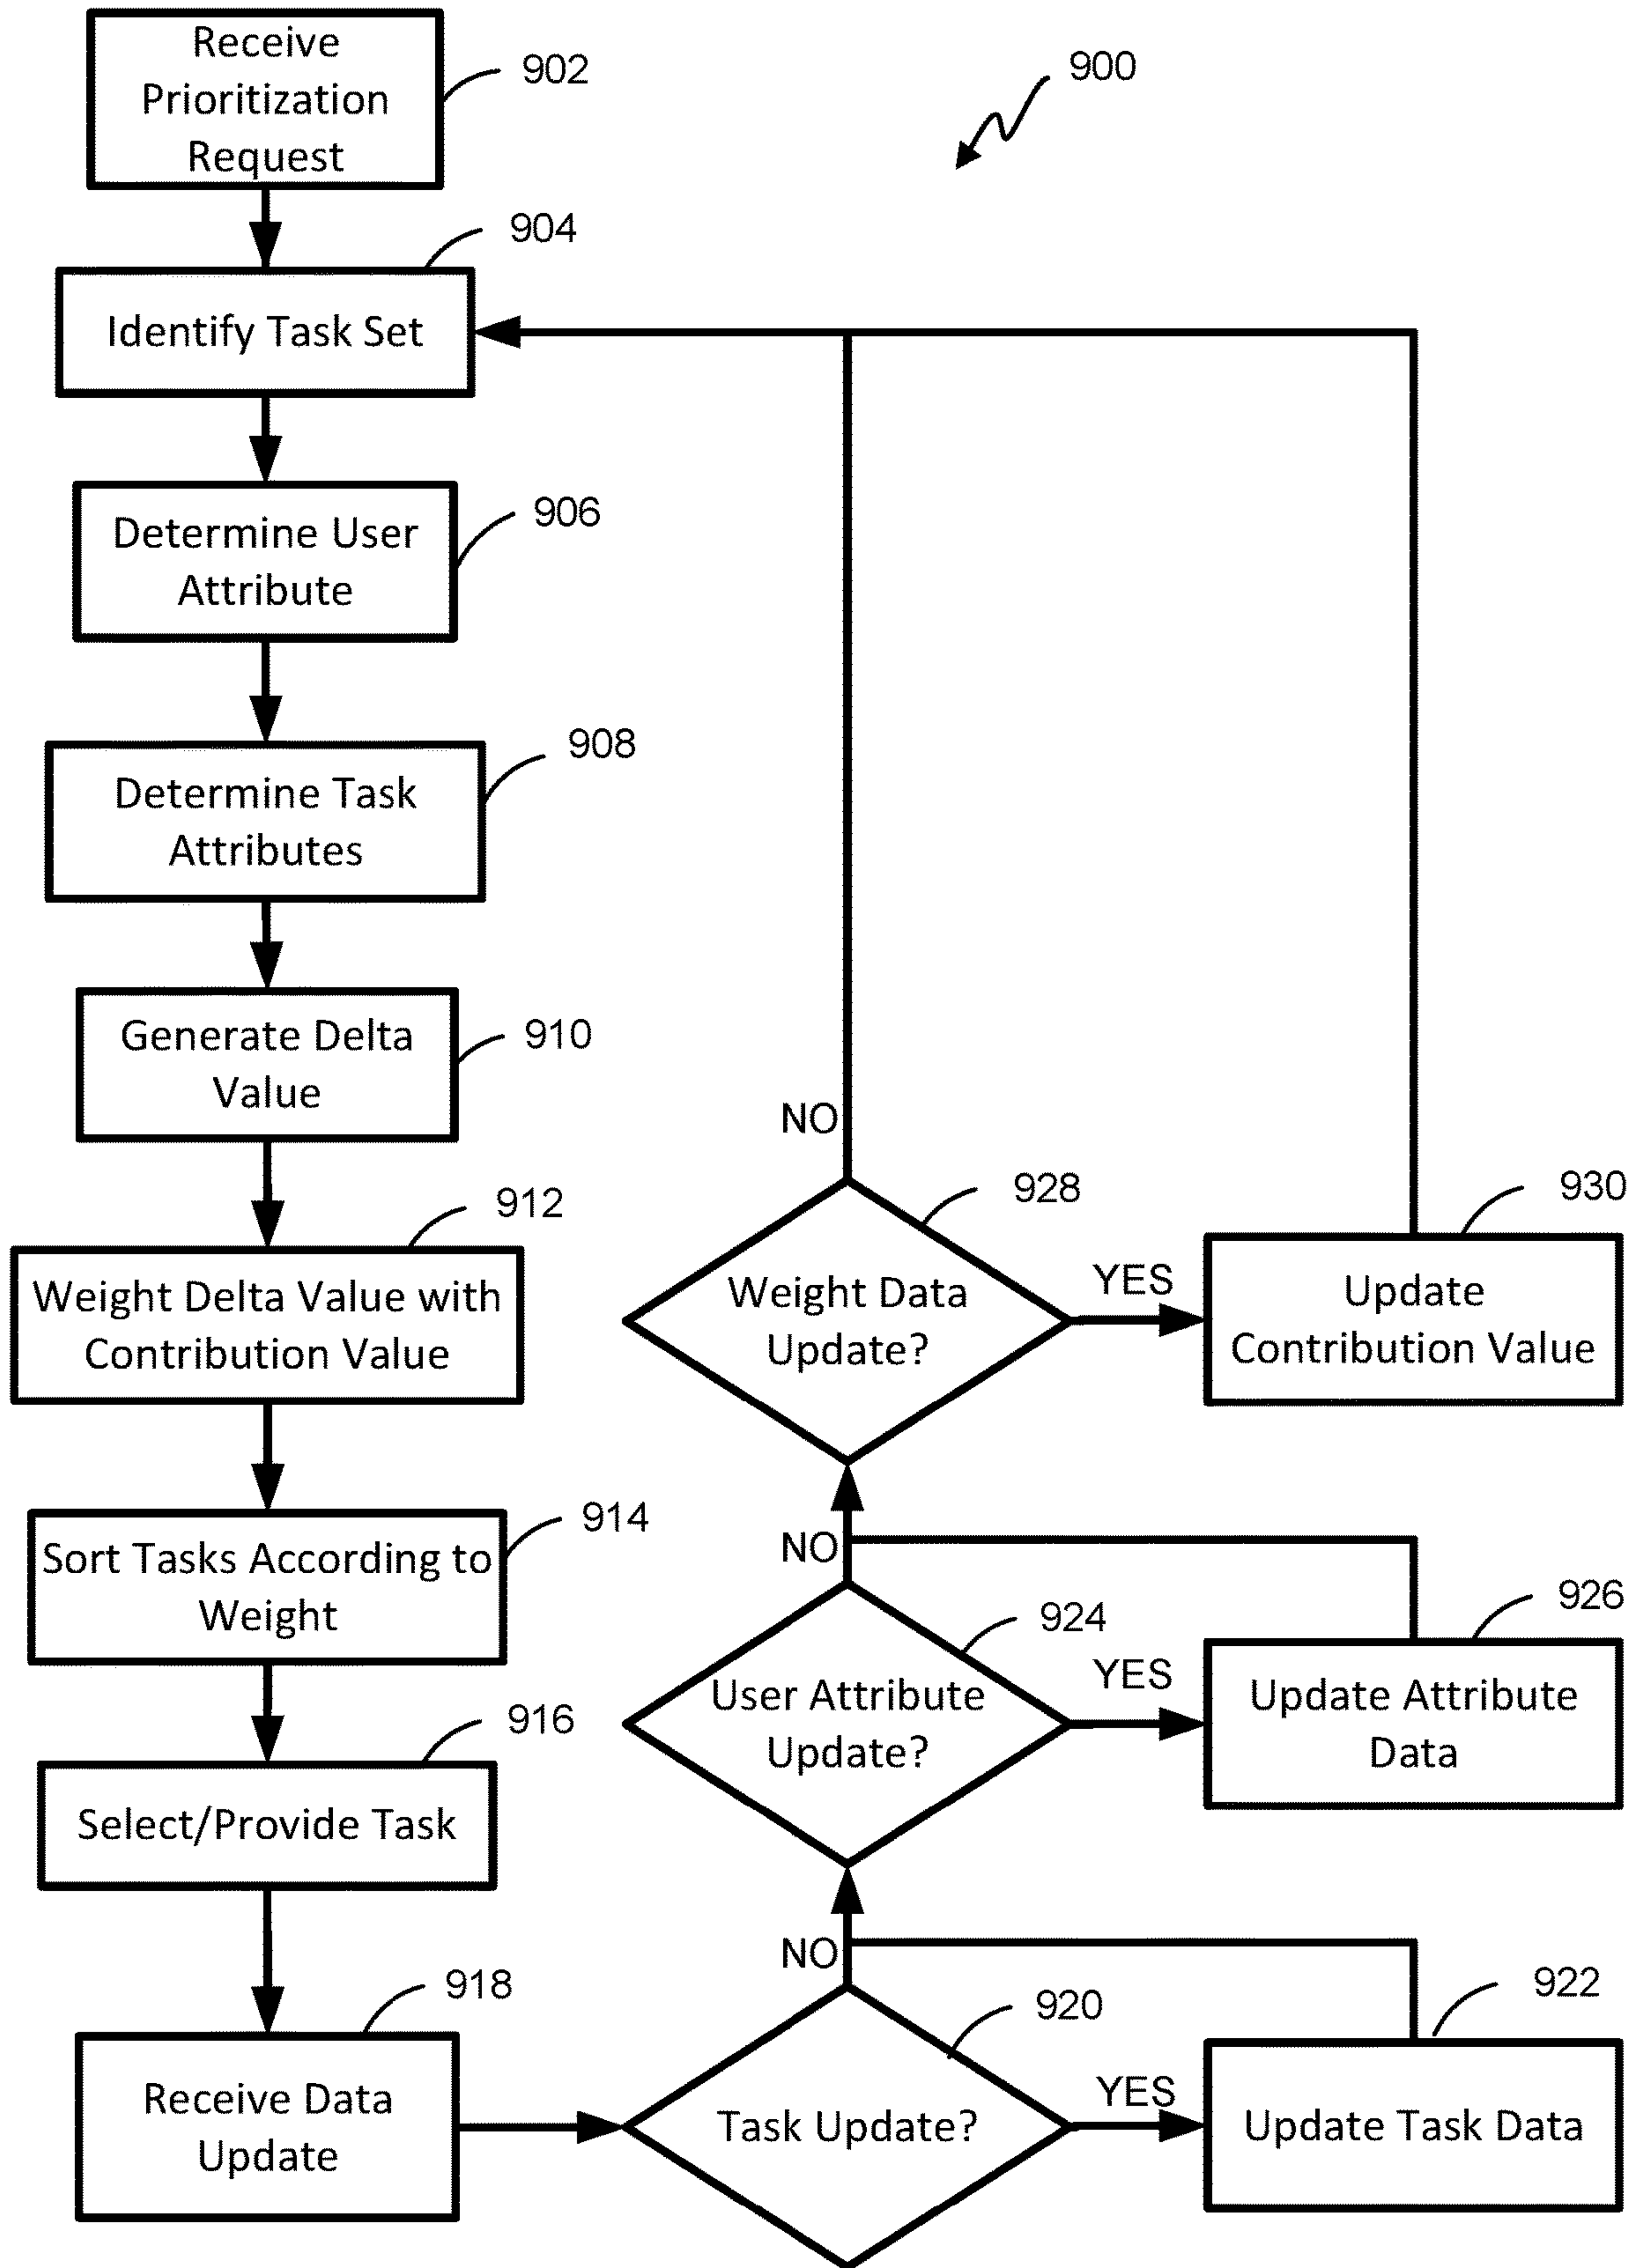 Receive
Prioritization
Request
902
900
904
Identify Task Set
906
Determine User
Attribute
908
Determine Task
Attributes
Generate Delta
Value
910
912
Weight Delta Value with
Contribution Value
914
Sort Tasks According to
Weight
916
Select/Provide Task
918
Receive Data
Update
920
Task Update?
YES
922
Update Task Data
NO
924
User Attribute
Update?
YES
926
Update Attribute
Data
NO
928
Weight Data
Update?
YES
930
Update
Contribution Value
NO